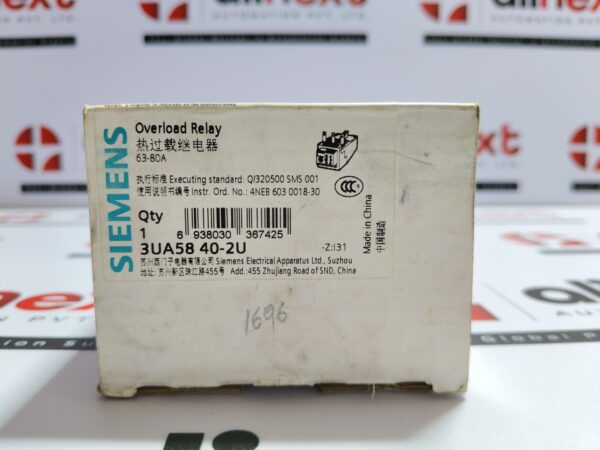 SIEMENS
Overload Relay
热过载继电器
63-80A
执行标准 Executing standard: QI320500 SMS 001
使用说明书编号 Instr. Ord. No.: 4NEB 603 0018-30
Qty
1
6 938030 367425
3UA58 40-2U
-Z:I31
苏州西门子电器有限公司 Siemens Electrical Apparatus Ltd., Suzhou
地址: 苏州新区珠江路455号 Add.:455 Zhujiang Road of SND, China
CCC
Made in China
中国制造
1696